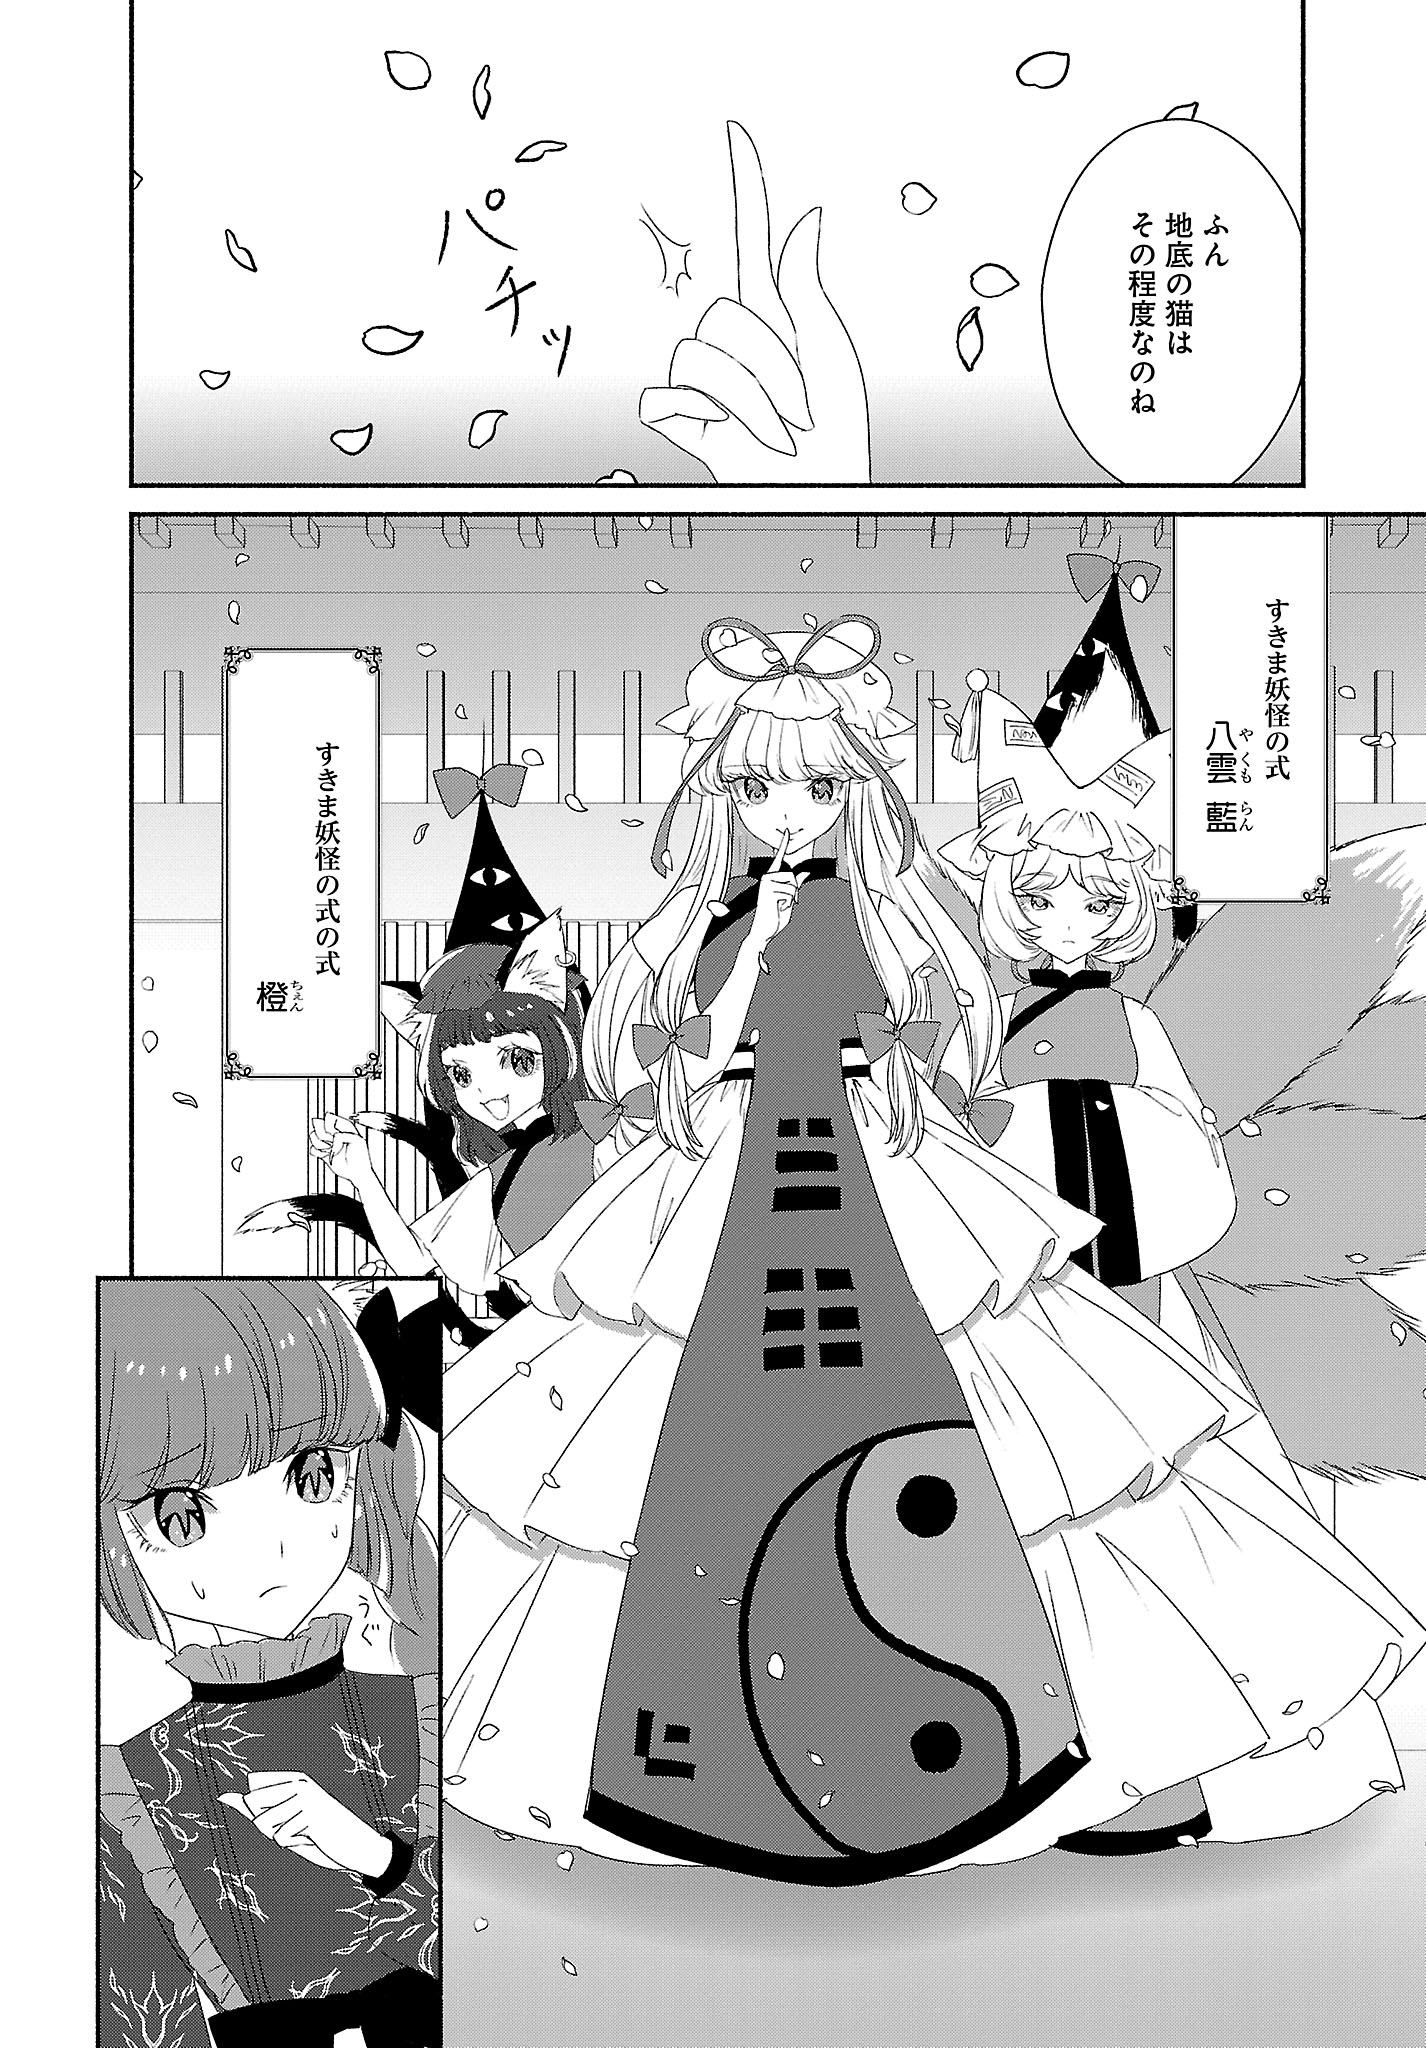 ふん
地底の猫は
その程度なのね
パチッ
すきま妖怪の式
八雲 藍
やくも らん
すきま妖怪の式の式
橙
ちぇん
ぐ